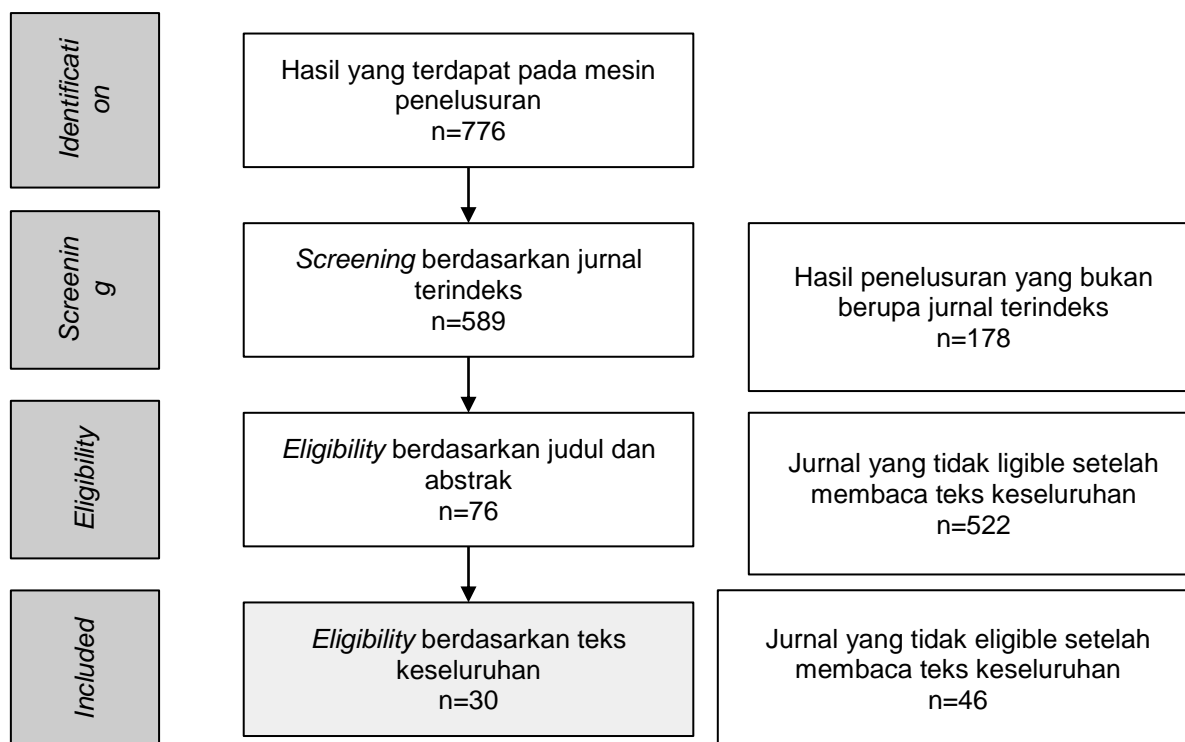 Identificati
on
Hasil yang terdapat pada mesin
penelusuran
n=776
Screenin
g
Screening berdasarkan jurnal
terindeks
n=589
Hasil penelusuran yang bukan
berupa jurnal terindeks
n=178
Eligibility
Eligibility berdasarkan judul dan
abstrak
n=76
Jurnal yang tidak ligible setelah
membaca teks keseluruhan
n=522
Included
Eligibility berdasarkan teks
keseluruhan
n=30
Jurnal yang tidak eligible setelah
membaca teks keseluruhan
n=46